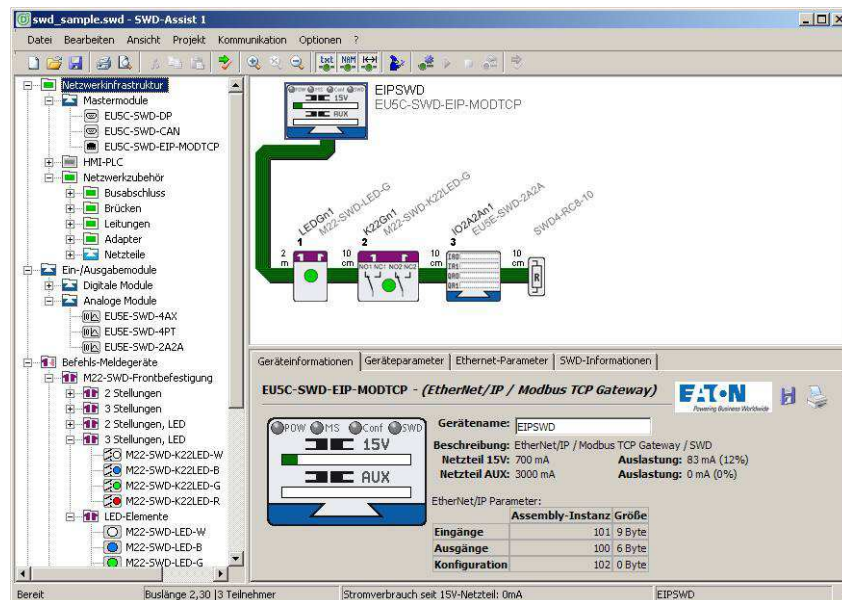 swd_sample.swd - SWD-Assist 1
Datei Bearbeiten Ansicht Projekt Kommunikation Optionen ?
txt NAM
Netzwerkinfrastruktur
Mastermodule
EU5C-SWD-DP
EU5C-SWD-CAN
EU5C-SWD-EIP-MODTCP
HMI-PLC
Netzwerkzubehör
Busabschluss
Brücken
Leitungen
Adapter
Netzteile
Ein-/Ausgabemodule
Digitale Module
Analoge Module
EU5E-SWD-4AX
EU5E-SWD-4PT
EU5E-SWD-2A2A
Befehls-Meldegeräte
M22-SWD-Frontbefestigung
2 Stellungen
3 Stellungen
2 Stellungen, LED
3 Stellungen, LED
M22-SWD-K22LED-W
M22-SWD-K22LED-B
M22-SWD-K22LED-G
M22-SWD-K22LED-R
LED-Elemente
M22-SWD-LED-W
M22-SWD-LED-B
M22-SWD-LED-G
POW MS Conf SWD
15V
AUX
EIPSWD
EU5C-SWD-EIP-MODTCP
LEDGn1
M22-SWD-LED-G
K22Gn1
M22-SWD-K22LED-G
IO2A2An1
EU5E-SWD-2A2A
SWD4-RC8-10
1
2
3
2 m
10 cm
NO1 NC1 NO2 NC2
10 cm
IR0
IR1
QR0
QR1
10 cm
R
Geräteinformationen Geräteparameter Ethernet-Parameter SWD-Informationen
EU5C-SWD-EIP-MODTCP - (EtherNet/IP / Modbus TCP Gateway)
EATON
Powering Business Worldwide
POW MS Conf SWD
15V
AUX
Gerätename: EIPSWD
Beschreibung: EtherNet/IP / Modbus TCP Gateway / SWD
Netzteil 15V: 700 mA Auslastung: 83 mA (12%)
Netzteil AUX: 3000 mA Auslastung: 0 mA (0%)
EtherNet/IP Parameter:
Assembly-Instanz Größe
Eingänge 101 9 Byte
Ausgänge 100 6 Byte
Konfiguration 102 0 Byte
Bereit Buslänge 2,30 3 Teilnehmer Stromverbrauch seit 15V-Netzteil: 0mA EIPSWD